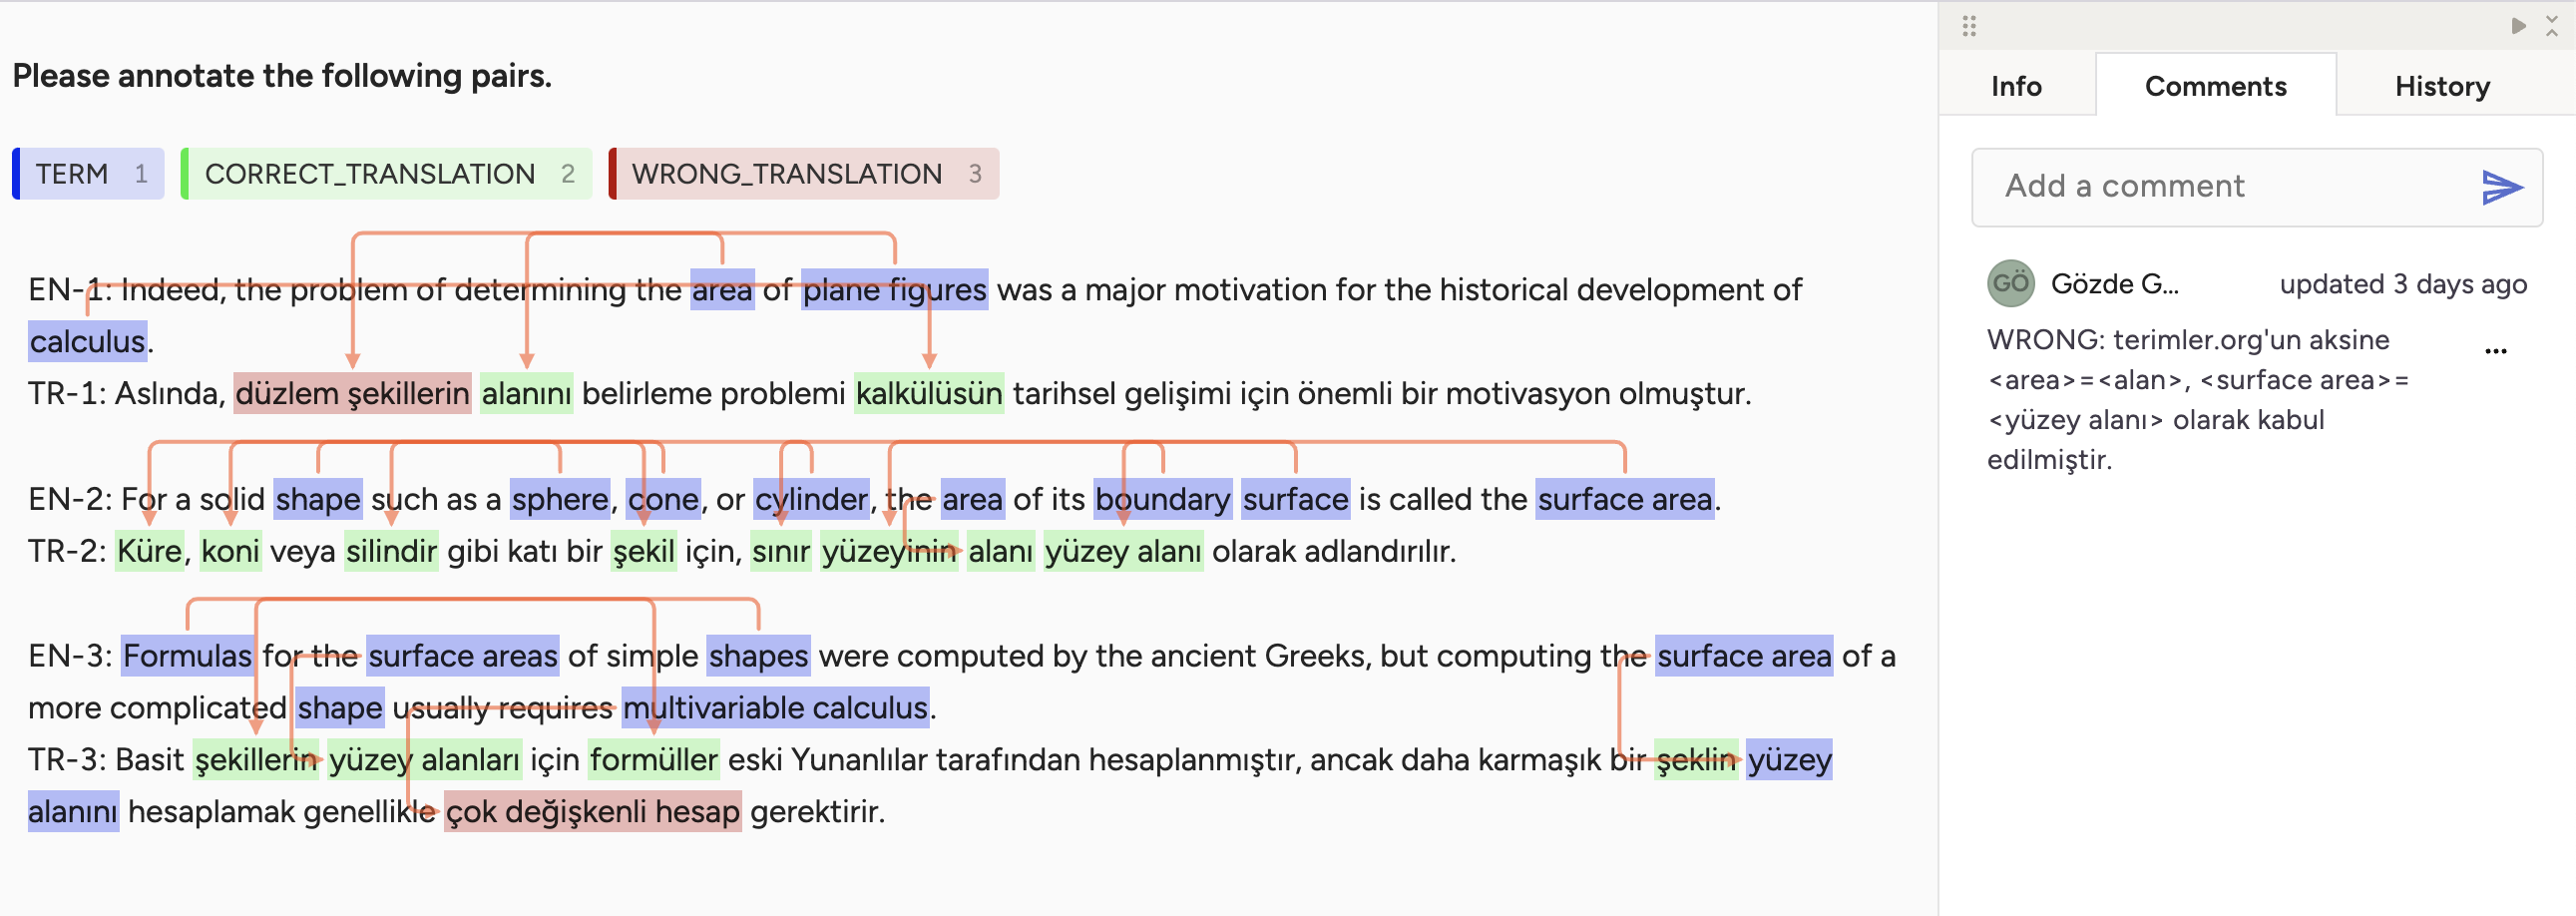 Please annotate the following pairs.
TERM 1 CORRECT_TRANSLATION 2 WRONG_TRANSLATION 3
EN-1: Indeed, the problem of determining the area of plane figures was a major motivation for the historical development of
calculus.
TR-1: Aslında, düzlem şekillerin alanını belirleme problemi kalkülüsün tarihsel gelişimi için önemli bir motivasyon olmuştur.
EN-2: For a solid shape such as a sphere, cone, or cylinder, the area of its boundary surface is called the surface area.
TR-2: Küre, koni veya silindir gibi katı bir şekil için, sınır yüzeyinin alanı yüzey alanı olarak adlandırılır.
EN-3: Formulas for the surface areas of simple shapes were computed by the ancient Greeks, but computing the surface area of a
more complicated shape usually requires multivariable calculus.
TR-3: Basit şekillerin yüzey alanları için formüller eski Yunanlılar tarafından hesaplanmıştır, ancak daha karmaşık bir şeklin yüzey
alanını hesaplamak genellikle çok değişkenli hesap gerektirir.
Info Comments History
Add a comment
GÖ Gözde G... updated 3 days ago
WRONG: terimler.org'un aksine
<area>=<alan>, <surface area>=
<yüzey alanı> olarak kabul
edilmiştir.